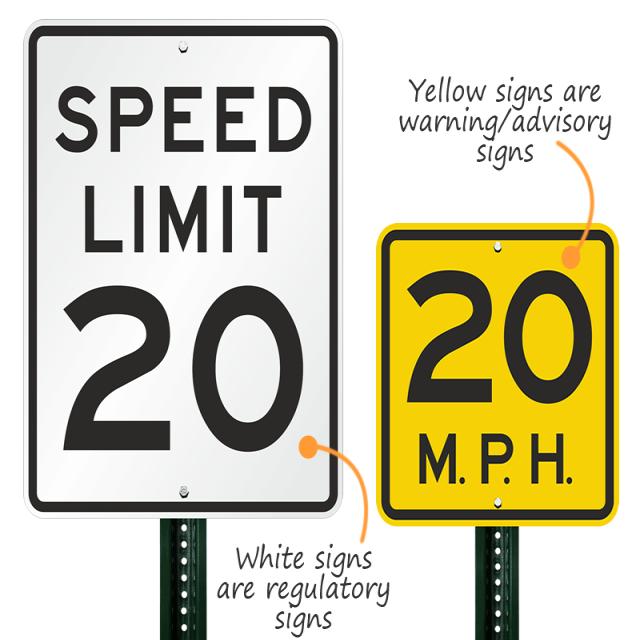 SPEED
LIMIT
20
White signs
are regulatory
signs
Yellow signs are
warning/advisory
signs
20
M.P.H.